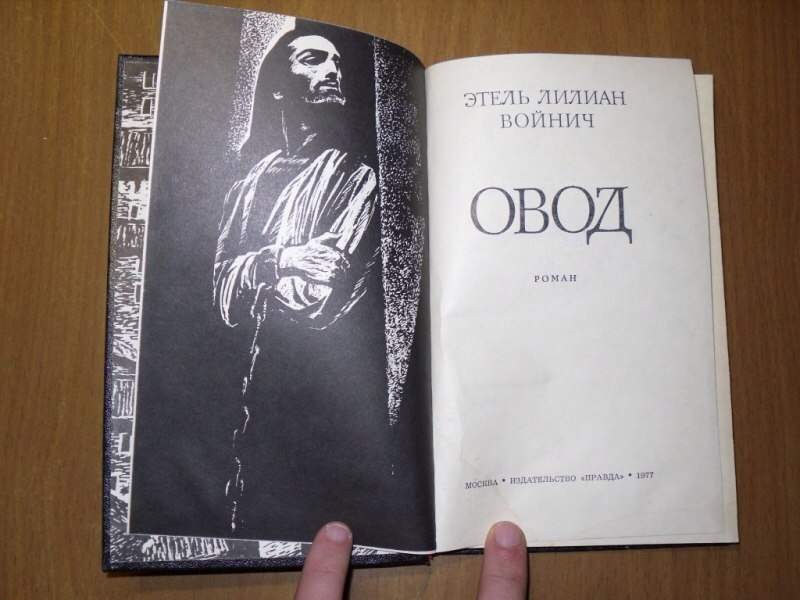 ЭТЕЛЬ ЛИЛИАН
ВОЙНИЧ
ОВОД
РОМАН
МОСКВА • ИЗДАТЕЛЬСТВО «ПРАВДА» • 1977